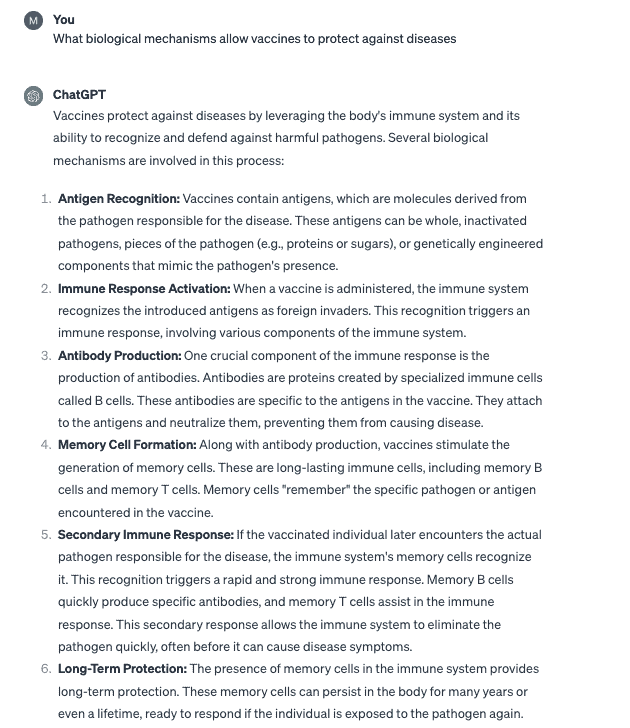 M
You
What biological mechanisms allow vaccines to protect against diseases
ChatGPT
Vaccines protect against diseases by leveraging the body's immune system and its
ability to recognize and defend against harmful pathogens. Several biological
mechanisms are involved in this process:
1. Antigen Recognition: Vaccines contain antigens, which are molecules derived from
the pathogen responsible for the disease. These antigens can be whole, inactivated
pathogens, pieces of the pathogen (e.g., proteins or sugars), or genetically engineered
components that mimic the pathogen's presence.
2. Immune Response Activation: When a vaccine is administered, the immune system
recognizes the introduced antigens as foreign invaders. This recognition triggers an
immune response, involving various components of the immune system.
3. Antibody Production: One crucial component of the immune response is the
production of antibodies. Antibodies are proteins created by specialized immune cells
called B cells. These antibodies are specific to the antigens in the vaccine. They attach
to the antigens and neutralize them, preventing them from causing disease.
4. Memory Cell Formation: Along with antibody production, vaccines stimulate the
generation of memory cells. These are long-lasting immune cells, including memory B
cells and memory T cells. Memory cells "remember" the specific pathogen or antigen
encountered in the vaccine.
5. Secondary Immune Response: If the vaccinated individual later encounters the actual
pathogen responsible for the disease, the immune system's memory cells recognize
it. This recognition triggers a rapid and strong immune response. Memory B cells
quickly produce specific antibodies, and memory T cells assist in the immune
response. This secondary response allows the immune system to eliminate the
pathogen quickly, often before it can cause disease symptoms.
6. Long-Term Protection: The presence of memory cells in the immune system provides
long-term protection. These memory cells can persist in the body for many years or
even a lifetime, ready to respond if the individual is exposed to the pathogen again.